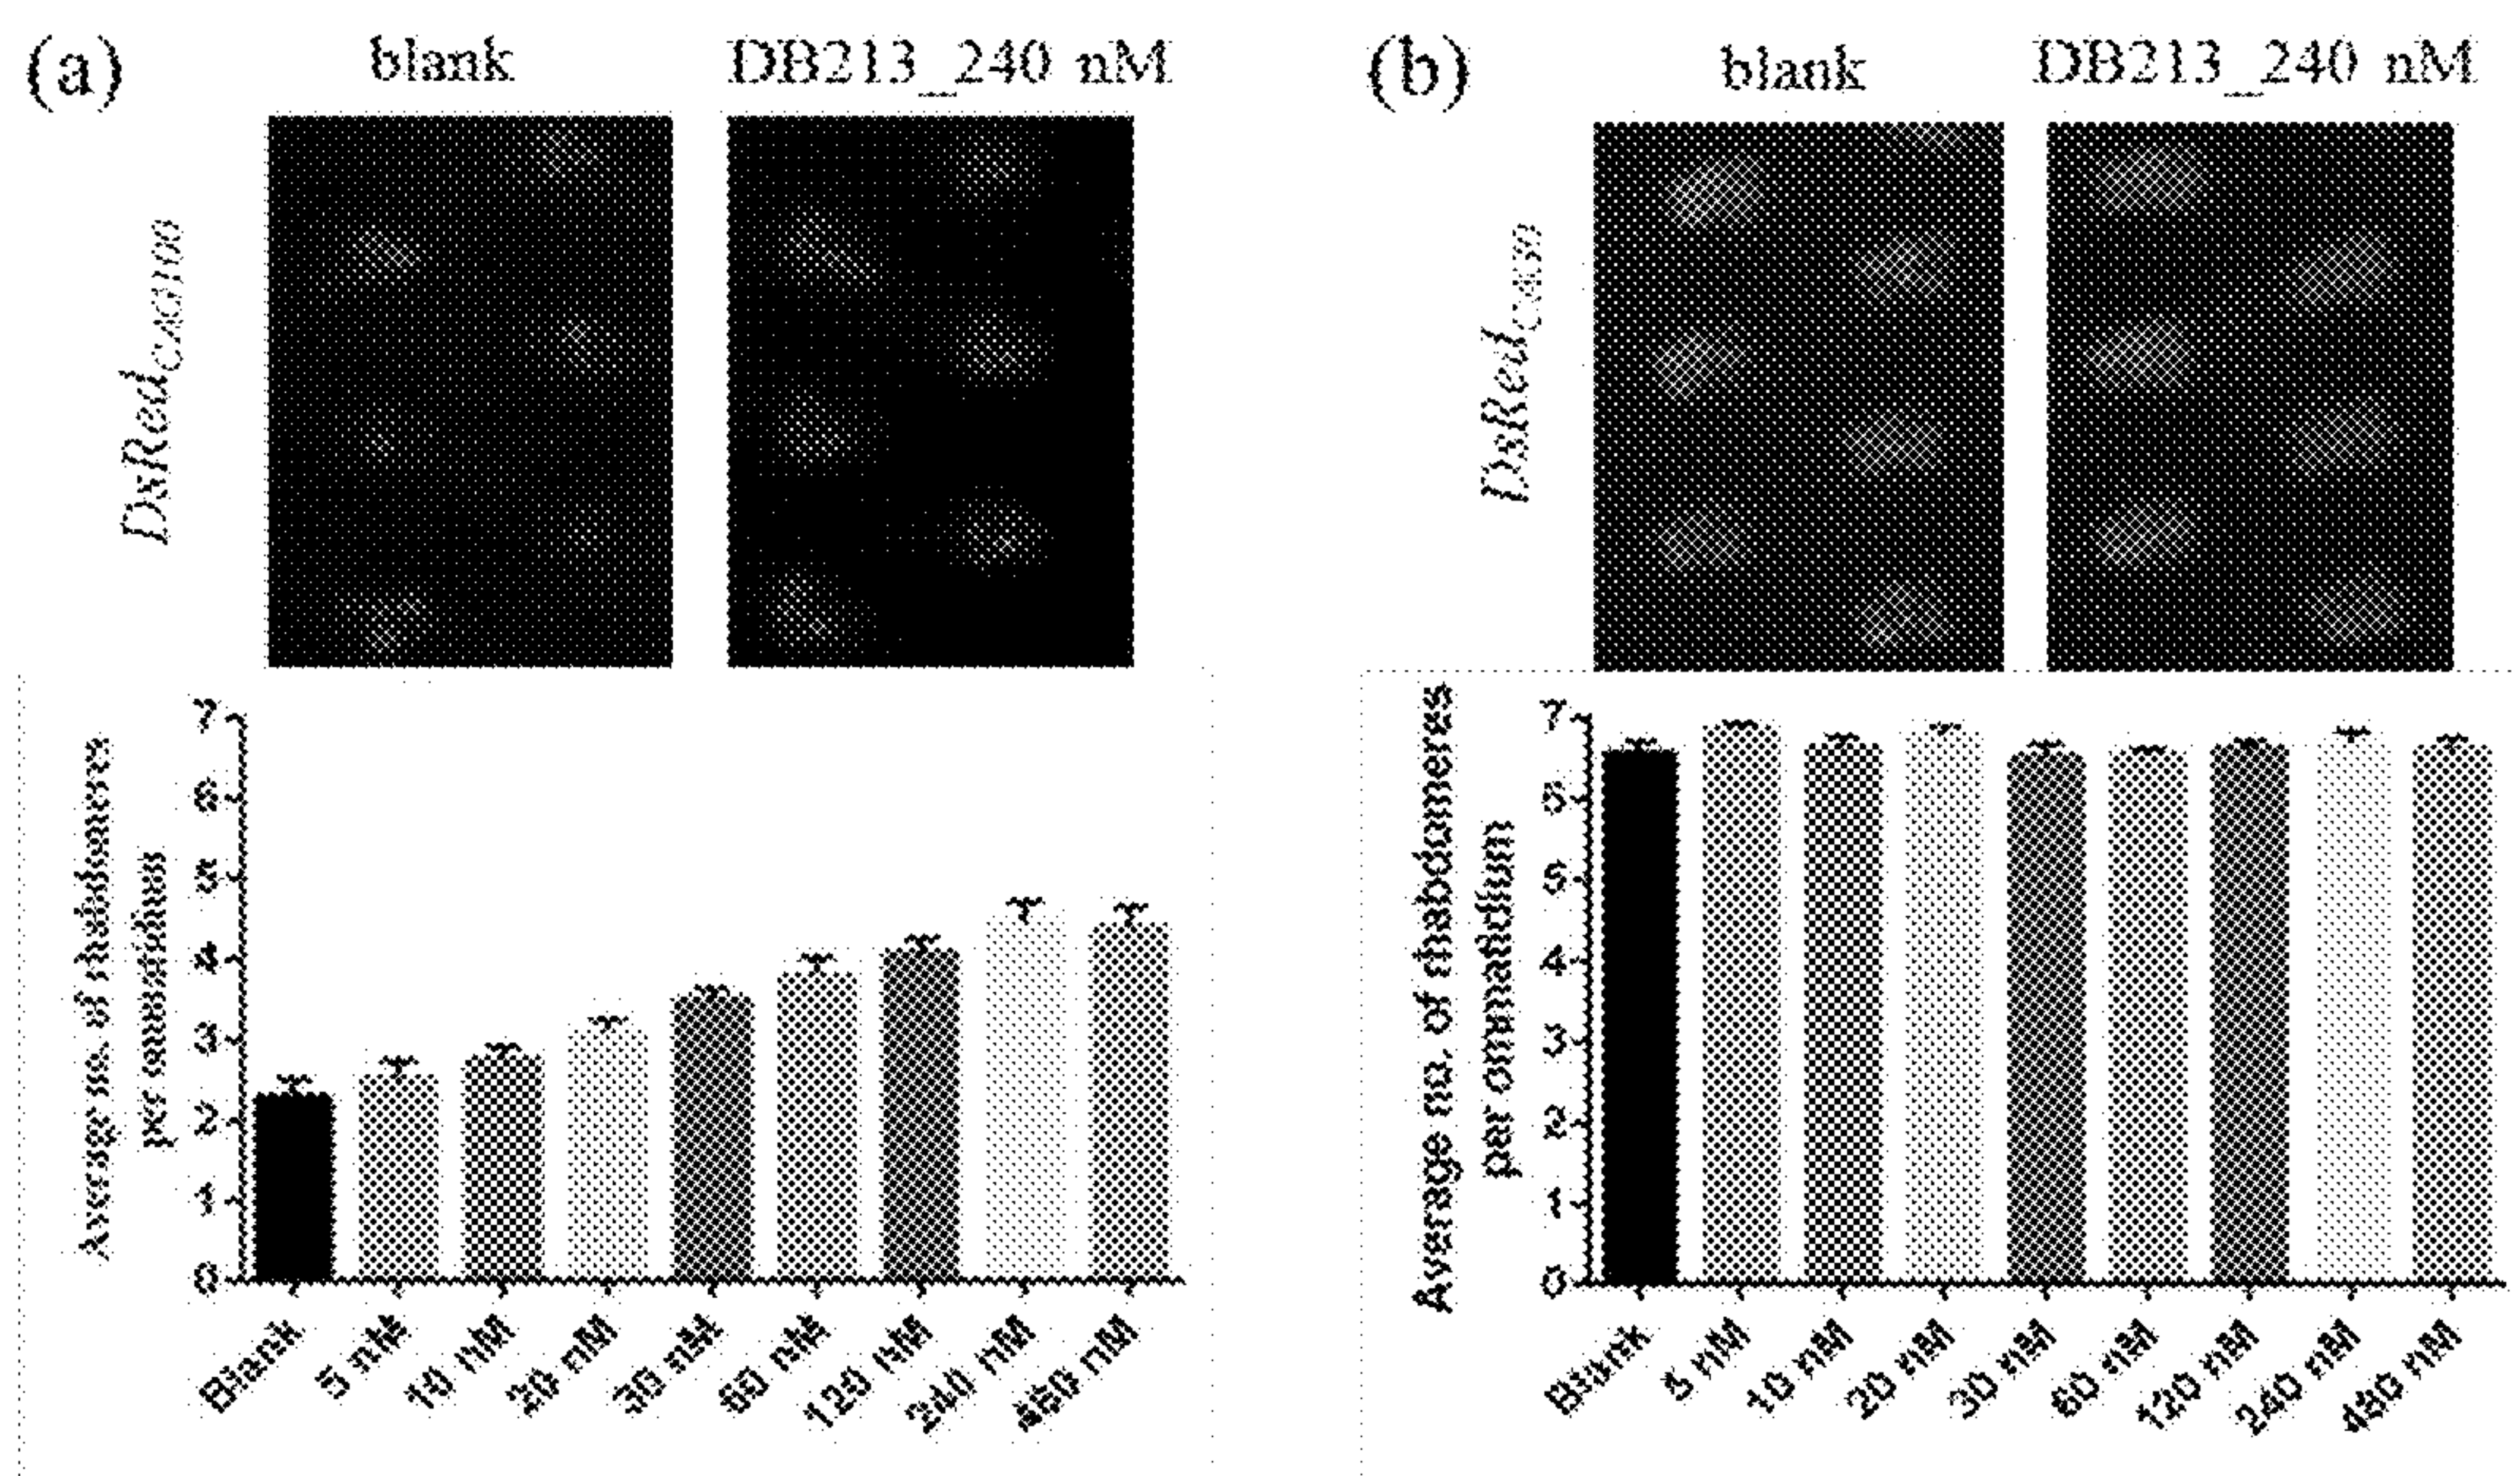 (a)
blank
DB213_240 nM
DsRed_CAG100
Average no. of rhabdomeres
per ommatidium
7
6
5
4
3
2
1
0
Blank
5 nM
10 nM
20 nM
30 nM
60 nM
120 nM
240 nM
480 nM
(b)
blank
DB213_240 nM
DsRed
Average no. of rhabdomeres
per ommatidium
7
6
5
4
3
2
1
0
Blank
5 nM
10 nM
20 nM
30 nM
60 nM
120 nM
240 nM
480 nM